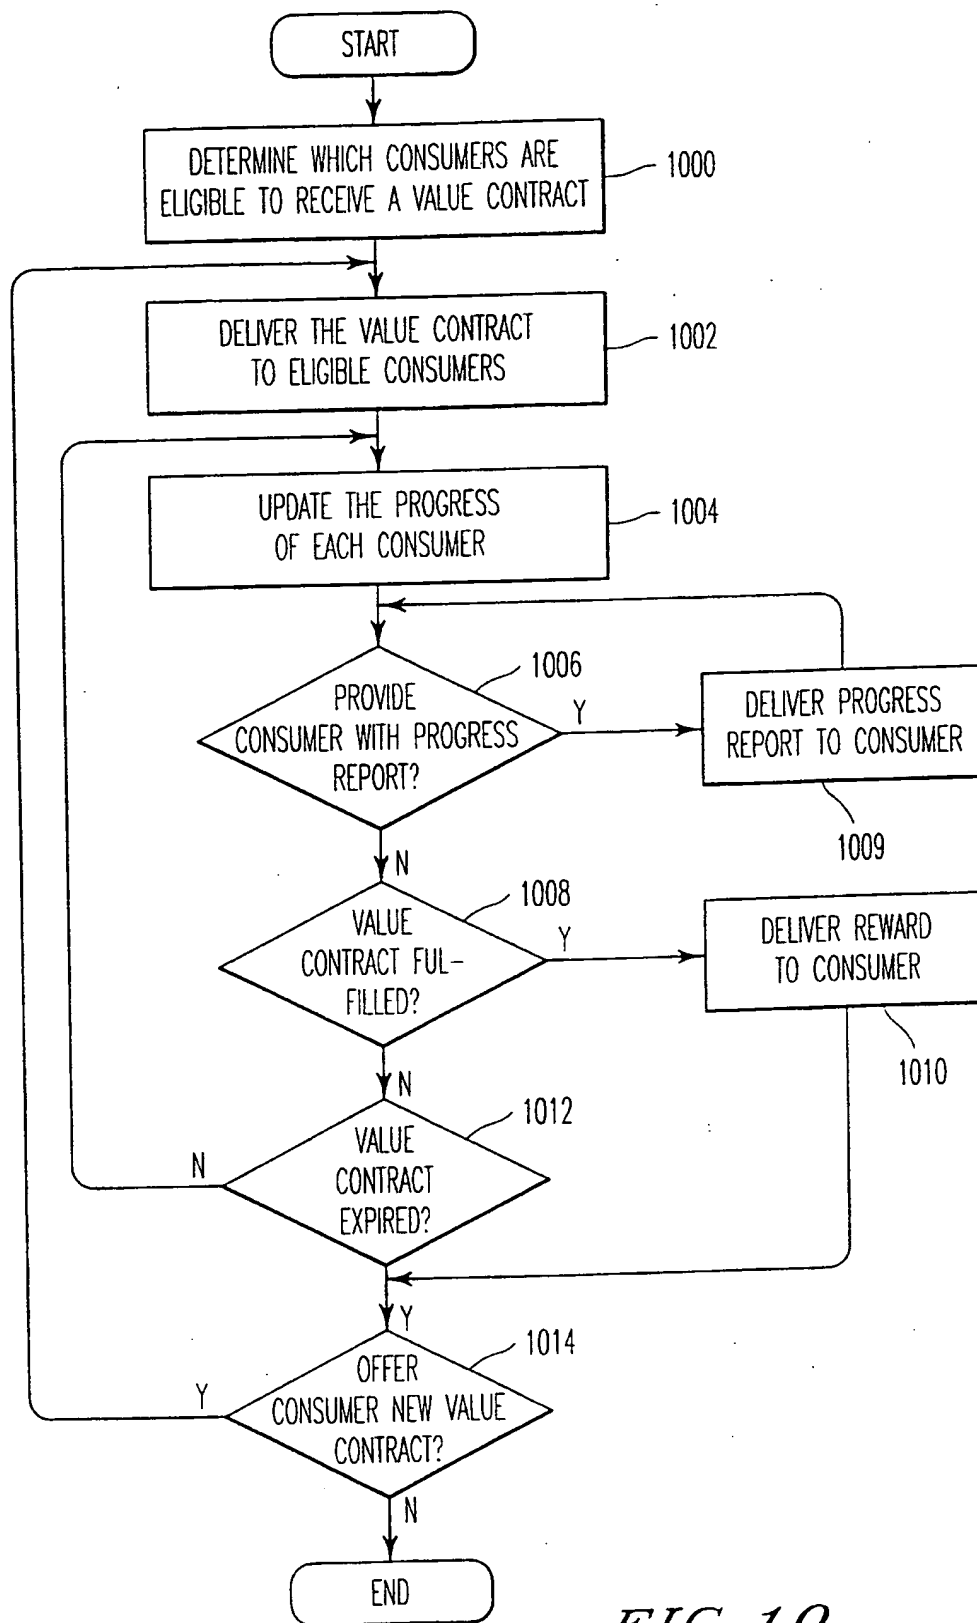 START
DETERMINE WHICH CONSUMERS ARE
ELIGIBLE TO RECEIVE A VALUE CONTRACT
1000
DELIVER THE VALUE CONTRACT
TO ELIGIBLE CONSUMERS
1002
UPDATE THE PROGRESS
OF EACH CONSUMER
1004
PROVIDE
CONSUMER WITH PROGRESS
REPORT?
1006
Y
DELIVER PROGRESS
REPORT TO CONSUMER
1009
N
VALUE
CONTRACT FUL-
FILLED?
1008
Y
DELIVER REWARD
TO CONSUMER
1010
N
VALUE
CONTRACT
EXPIRED?
1012
N
Y
OFFER
CONSUMER NEW VALUE
CONTRACT?
1014
Y
N
END